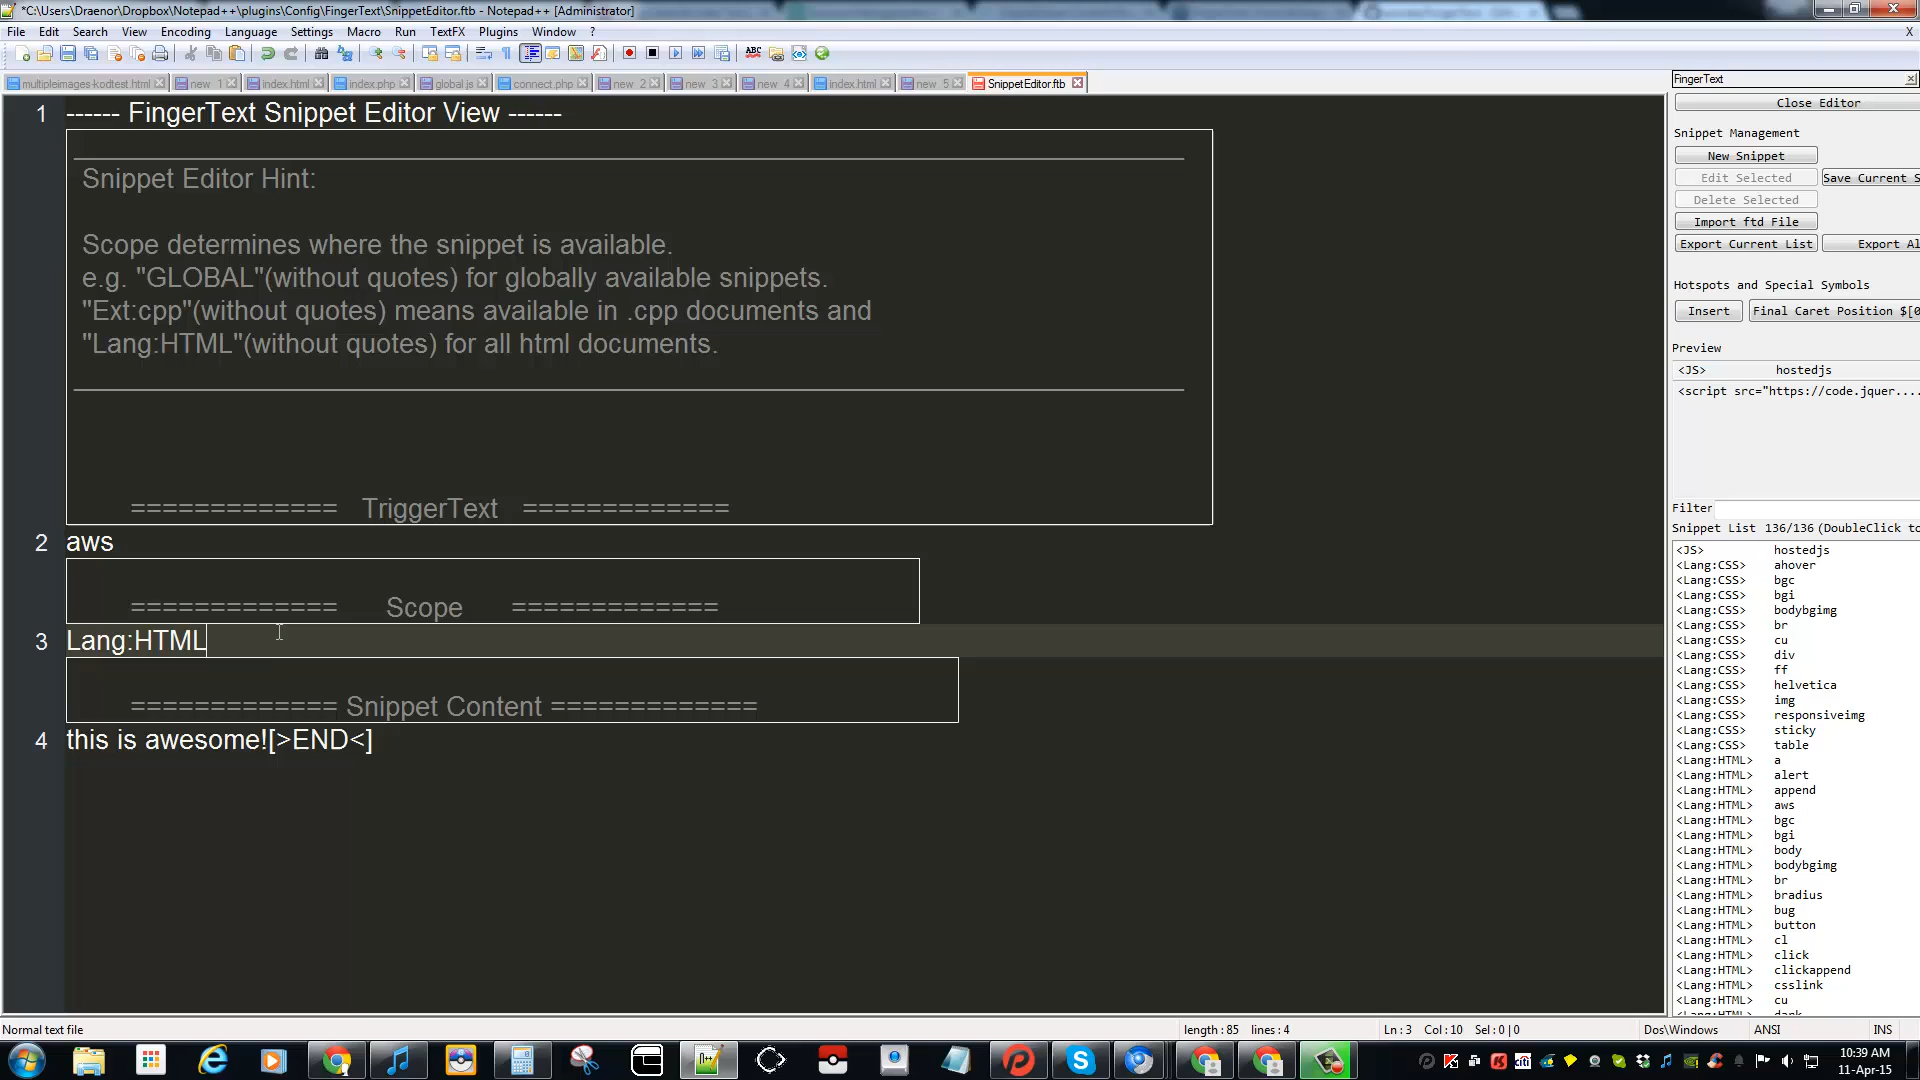 *C:\Users\Draenor\Dropbox\Notepad++\plugins\Config\FingerText\SnippetEditor.ftb - Notepad++ [Administrator]
File Edit Search View Encoding Language Settings Macro Run TextFX Plugins Window ? X
multipleimages-kodtest.html new 1 index.html index.php global.js connect.php new 2 new 3 new 4 index.html new 5 SnippetEditor.ftb
1 ------ FingerText Snippet Editor View ------
Snippet Editor Hint:
Scope determines where the snippet is available.
e.g. "GLOBAL"(without quotes) for globally available snippets.
"Ext:cpp"(without quotes) means available in .cpp documents and
"Lang:HTML"(without quotes) for all html documents.
============= TriggerText =============
2 aws
============= Scope =============
3 Lang:HTML
============= Snippet Content =============
4 this is awesome![>END<]
FingerText
Close Editor
Snippet Management
New Snippet
Edit Selected Save Current S
Delete Selected
Import ftd File
Export Current List Export Al
Hotspots and Special Symbols
Insert Final Caret Position $[0
Preview
<JS> hostedjs
<script src="https://code.jquer....
Filter
Snippet List 136/136 (DoubleClick to
<JS> hostedjs
<Lang:CSS> ahover
<Lang:CSS> bgc
<Lang:CSS> bgi
<Lang:CSS> bodybgimg
<Lang:CSS> br
<Lang:CSS> cu
<Lang:CSS> div
<Lang:CSS> ff
<Lang:CSS> helvetica
<Lang:CSS> img
<Lang:CSS> responsiveimg
<Lang:CSS> sticky
<Lang:CSS> table
<Lang:HTML> a
<Lang:HTML> alert
<Lang:HTML> append
<Lang:HTML> aws
<Lang:HTML> bgc
<Lang:HTML> bgi
<Lang:HTML> body
<Lang:HTML> bodybgimg
<Lang:HTML> br
<Lang:HTML> bradius
<Lang:HTML> bug
<Lang:HTML> button
<Lang:HTML> cl
<Lang:HTML> click
<Lang:HTML> clickappend
<Lang:HTML> csslink
<Lang:HTML> cu
Normal text file length : 85 lines : 4 Ln : 3 Col : 10 Sel : 0 | 0 Dos\Windows ANSI INS
10:39 AM
11-Apr-15